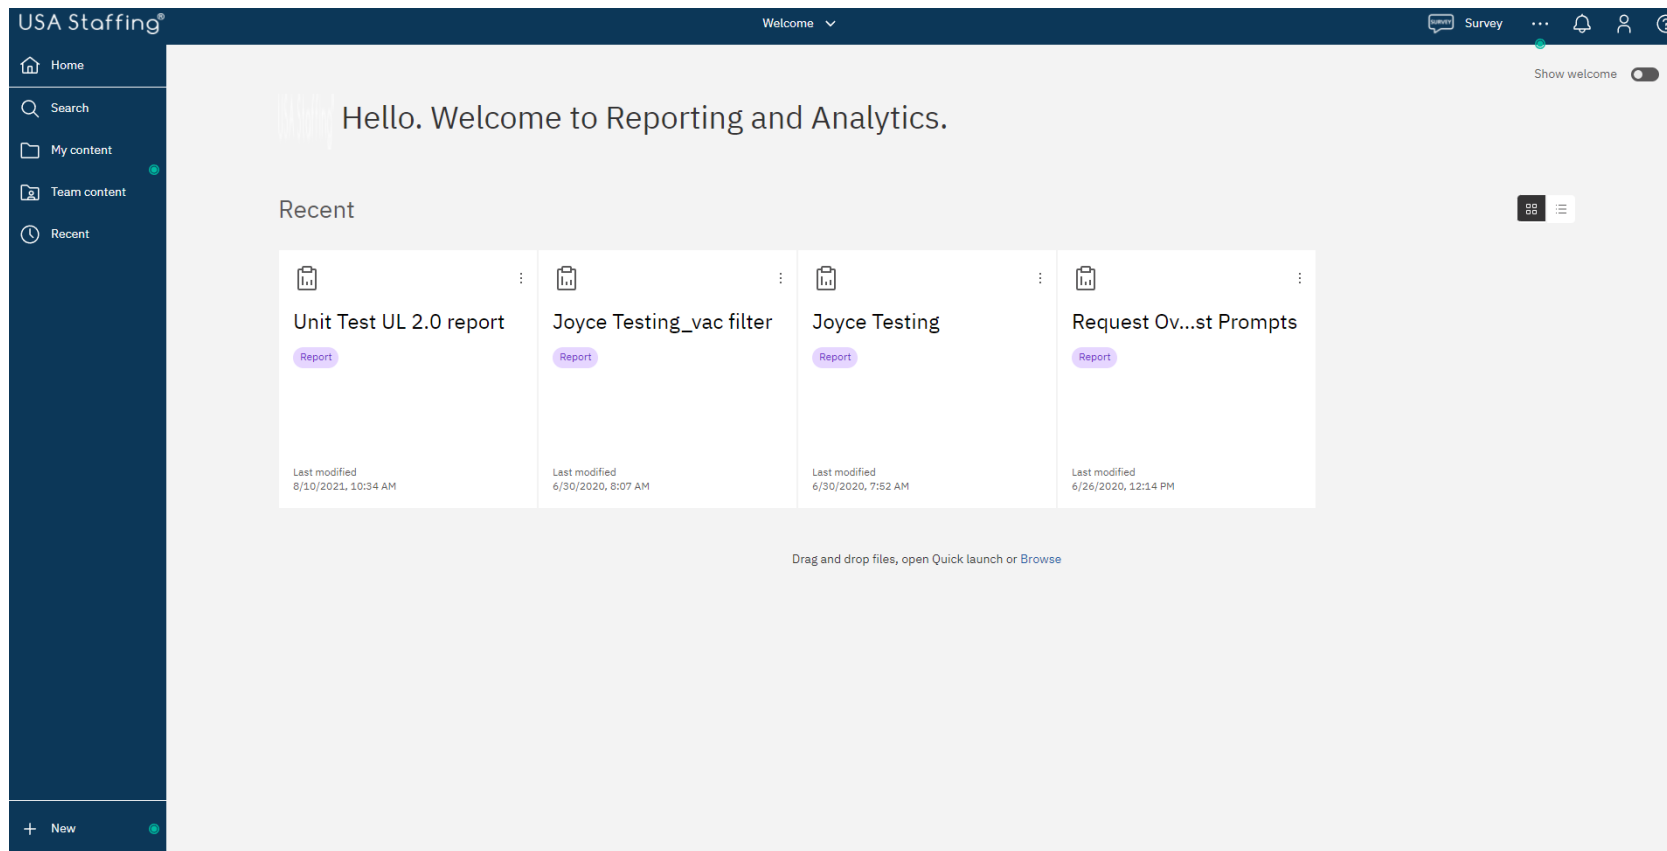 USA Staffing®
Welcome
SURVEY Survey
Home
Search
My content
Team content
Recent
New
Show welcome
Hello. Welcome to Reporting and Analytics.
Recent
Unit Test UL 2.0 report
Report
Last modified
8/10/2021, 10:34 AM
Joyce Testing_vac filter
Report
Last modified
6/30/2020, 8:07 AM
Joyce Testing
Report
Last modified
6/30/2020, 7:52 AM
Request Ov...st Prompts
Report
Last modified
6/26/2020, 12:14 PM
Drag and drop files, open Quick launch or Browse